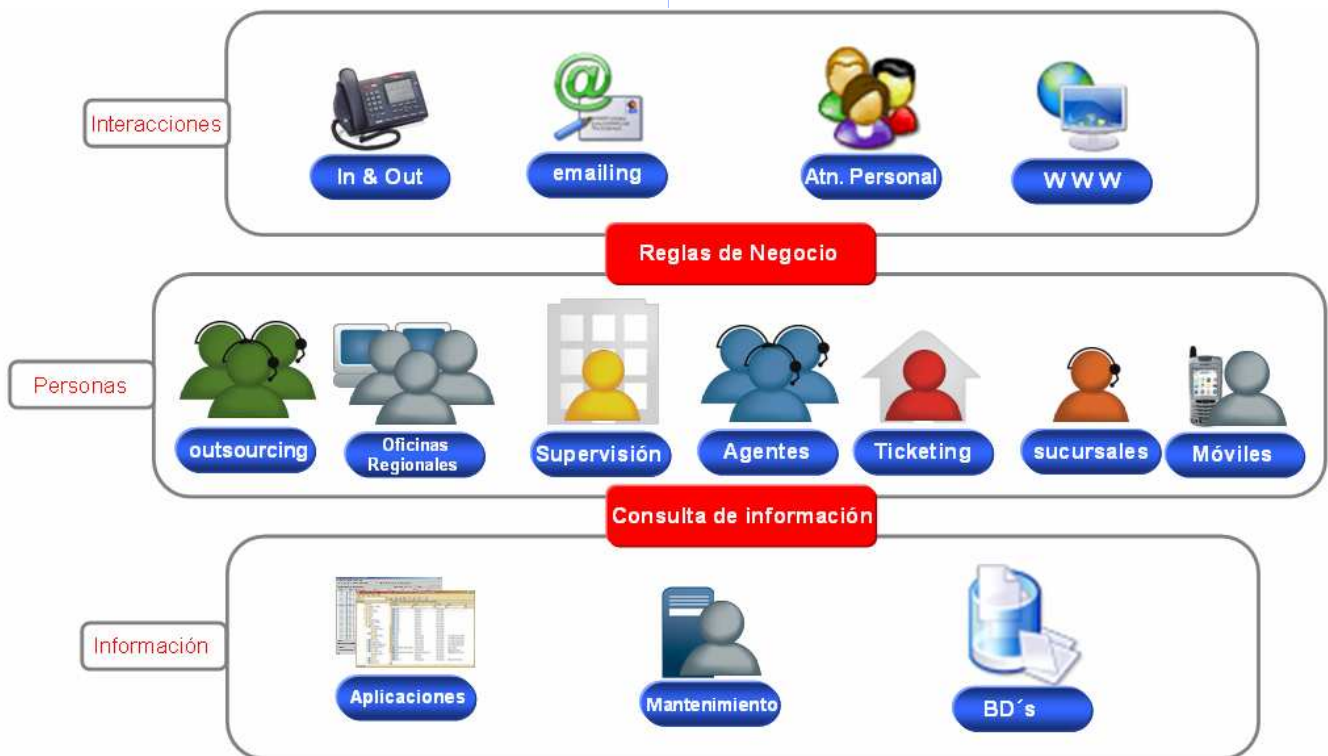 Interacciones
In & Out
emailing
Atn. Personal
W W W
Reglas de Negocio
Personas
outsourcing
Oficinas
Regionales
Supervisión
Agentes
Ticketing
sucursales
Móviles
Consulta de información
Información
Aplicaciones
Mantenimiento
BD´s